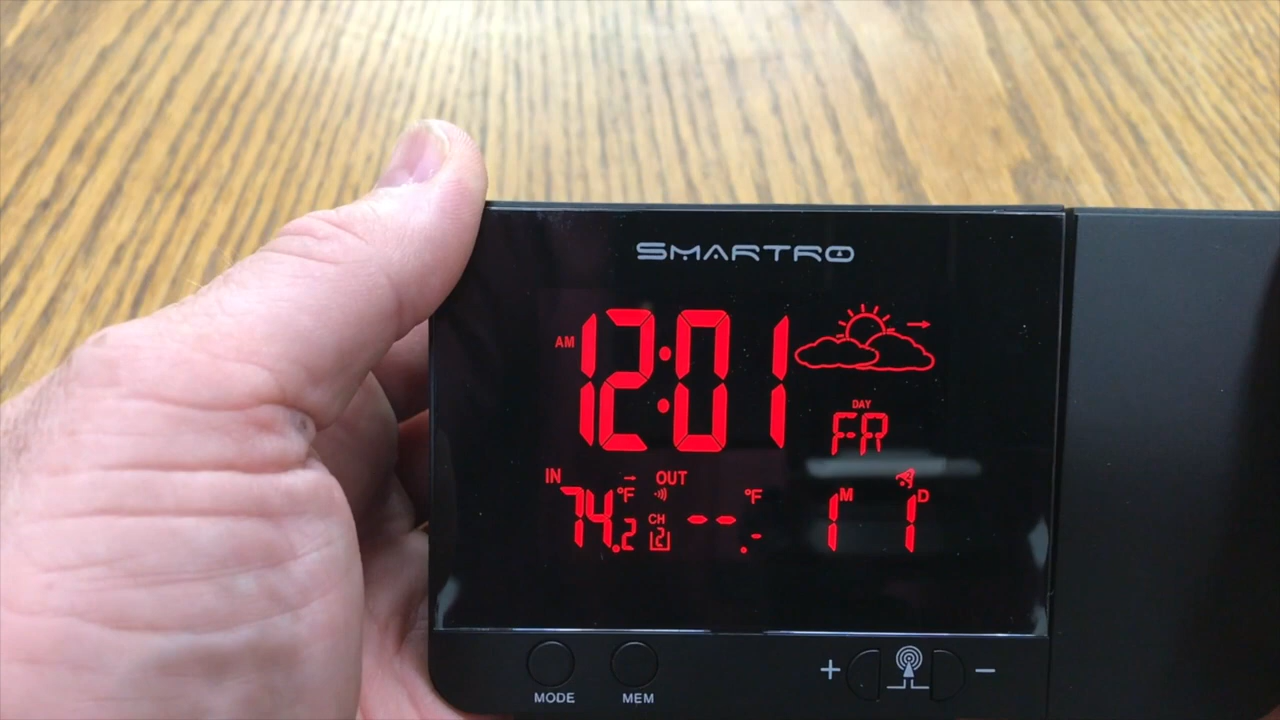 SMARTRO
AM 12:01
DAY
FR
IN OUT
74.2 °F CH 2 --.- °F 1 M 1 D
+ -
MODE MEM